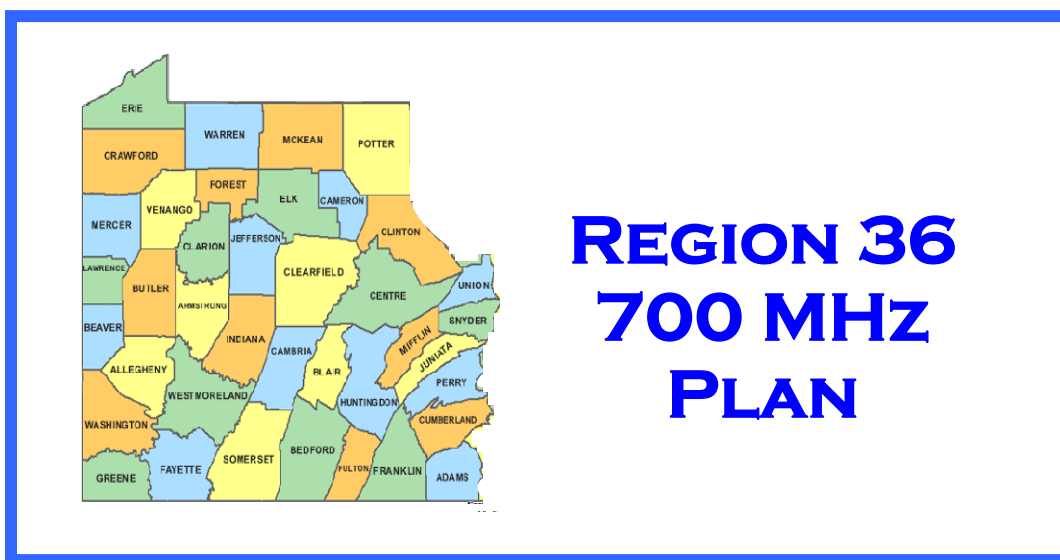 ERIE
WARREN
MCKEAN
POTTER
CRAWFORD
FOREST
ELK
CAMERON
VENANGO
MERCER
CLARION
JEFFERSON
CLINTON
LAWRENCE
BUTLER
CLEARFIELD
CENTRE
UNION
ARMSTRONG
SNYDER
BEAVER
INDIANA
CAMBRIA
MIFFLIN
JUNIATA
ALLEGHENY
BLAIR
PERRY
WESTMORELAND
HUNTINGDON
WASHINGTON
CUMBERLAND
SOMERSET
BEDFORD
FULTON
FRANKLIN
GREENE
FAYETTE
ADAMS
REGION 36
700 MHZ
PLAN